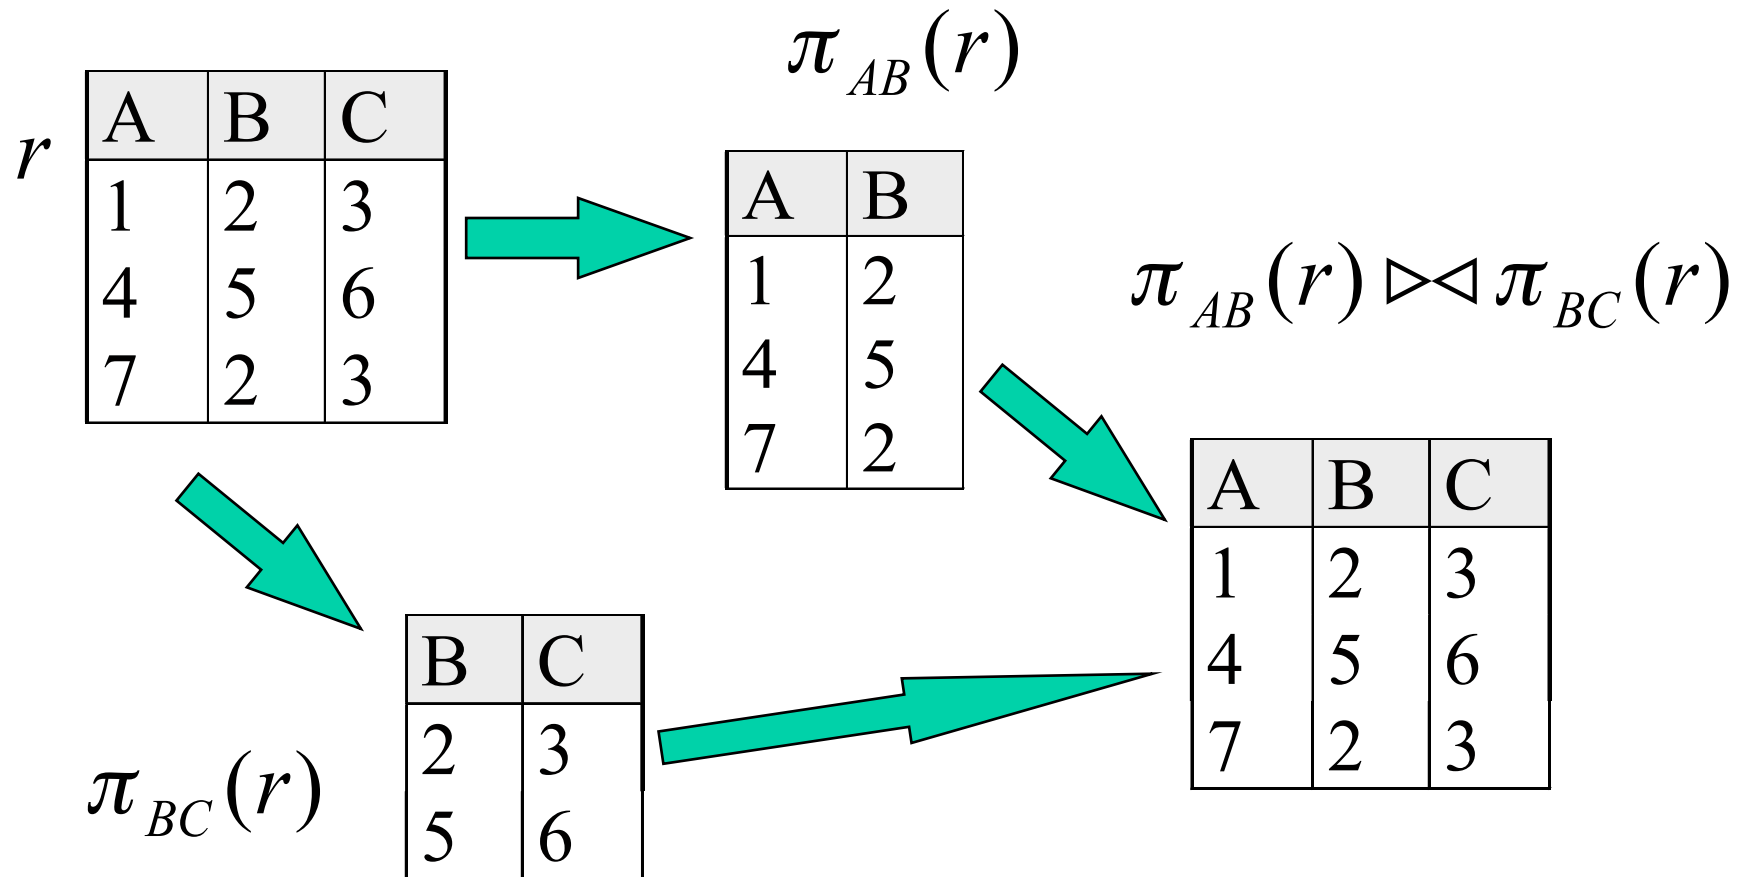 r
A B C
1 2 3
4 5 6
7 2 3
π_AB(r)
A B
1 2
4 5
7 2
π_BC(r)
B C
2 3
5 6
π_AB(r) ⋈ π_BC(r)
A B C
1 2 3
4 5 6
7 2 3